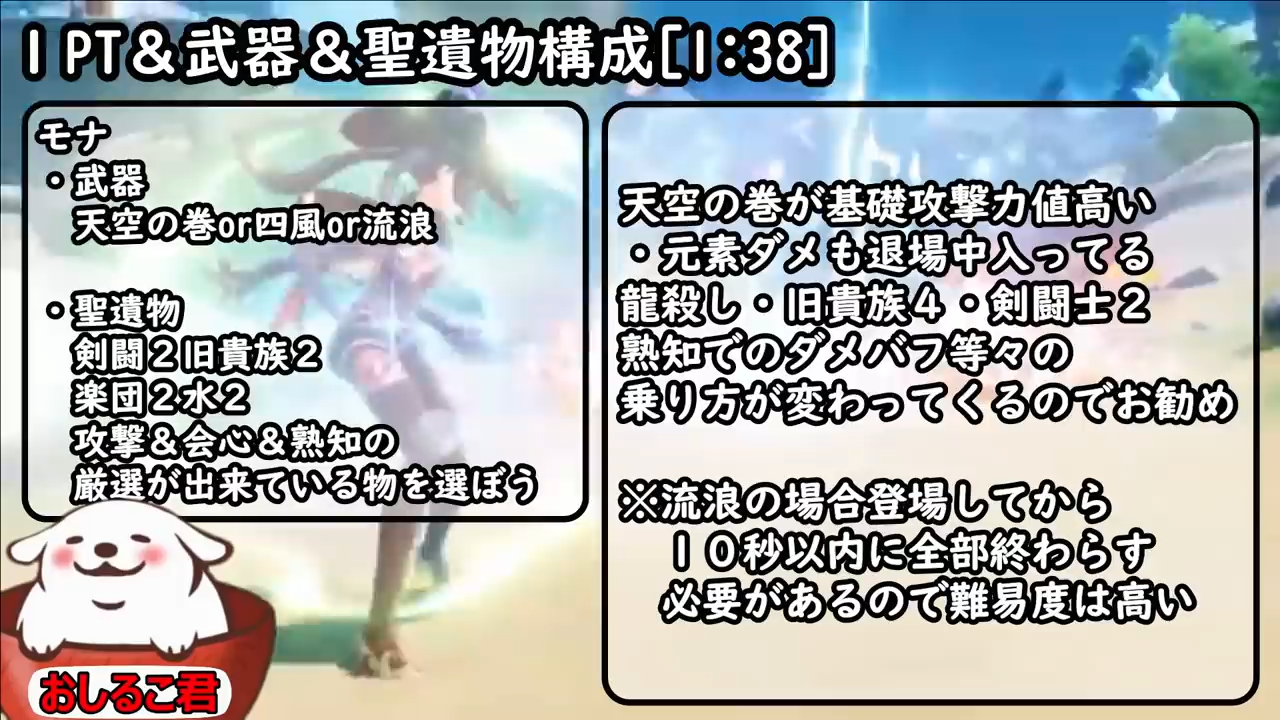 1 PT＆武器＆聖遺物構成[1:38]
モナ
・武器
天空の巻or四風or流浪
・聖遺物
剣闘２旧貴族２
楽団２水２
攻撃＆会心＆熟知の
厳選が出来ている物を選ぼう
天空の巻が基礎攻撃力値高い
・元素ダメも退場中入ってる
龍殺し・旧貴族４・剣闘士２
熟知でのダメバフ等々の
乗り方が変わってくるのでお勧め
※流浪の場合登場してから
１０秒以内に全部終わらす
必要があるので難易度は高い
おしるこ君